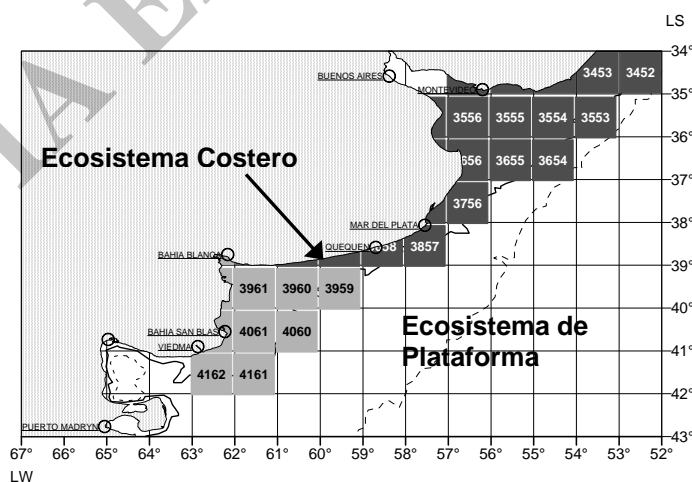 LS
34°
3453 3452
BUENOS AIRES
MONTEVIDEO
35°
3556 3555 3554 3553
36°
Ecosistema Costero
656 3655 3654
37°
3756
38°
MAR DEL PLATA
BAHIA BLANCA
QUEQUEN 58 3857
39°
3961 3960 3959
40°
BAHIA SAN BLAS
4061 4060
Ecosistema de
Plataforma
41°
VIEDMA
4162 4161
42°
PUERTO MADRYN
43°
67° 66° 65° 64° 63° 62° 61° 60° 59° 58° 57° 56° 55° 54° 53° 52°
LW